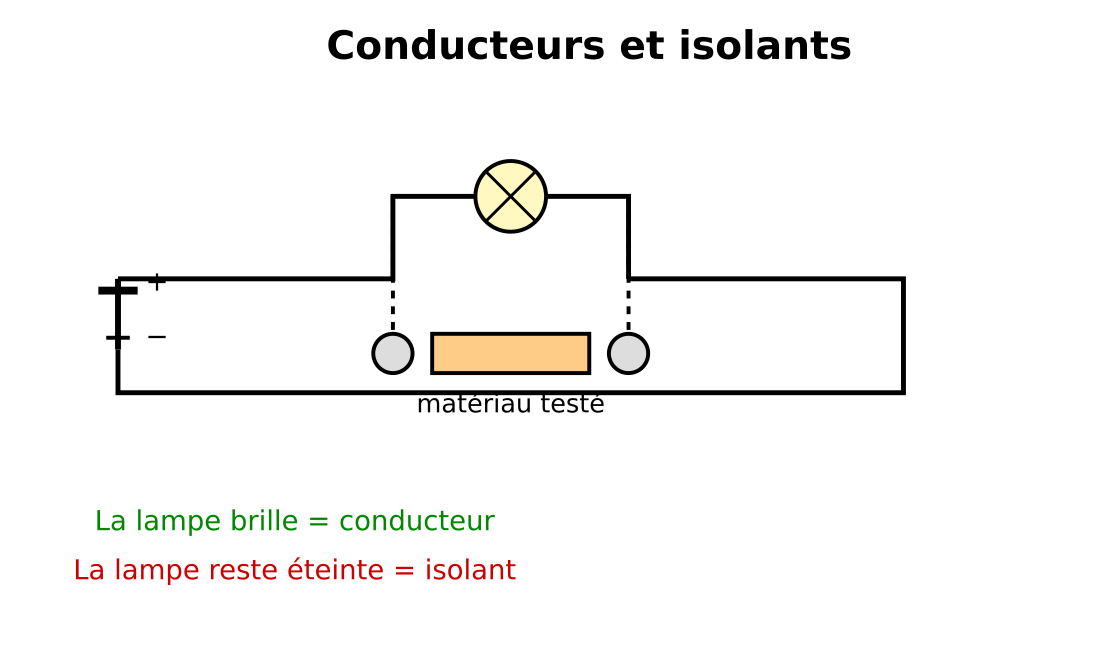 Conducteurs et isolants
+
−
matériau testé
La lampe brille = conducteur
La lampe reste éteinte = isolant